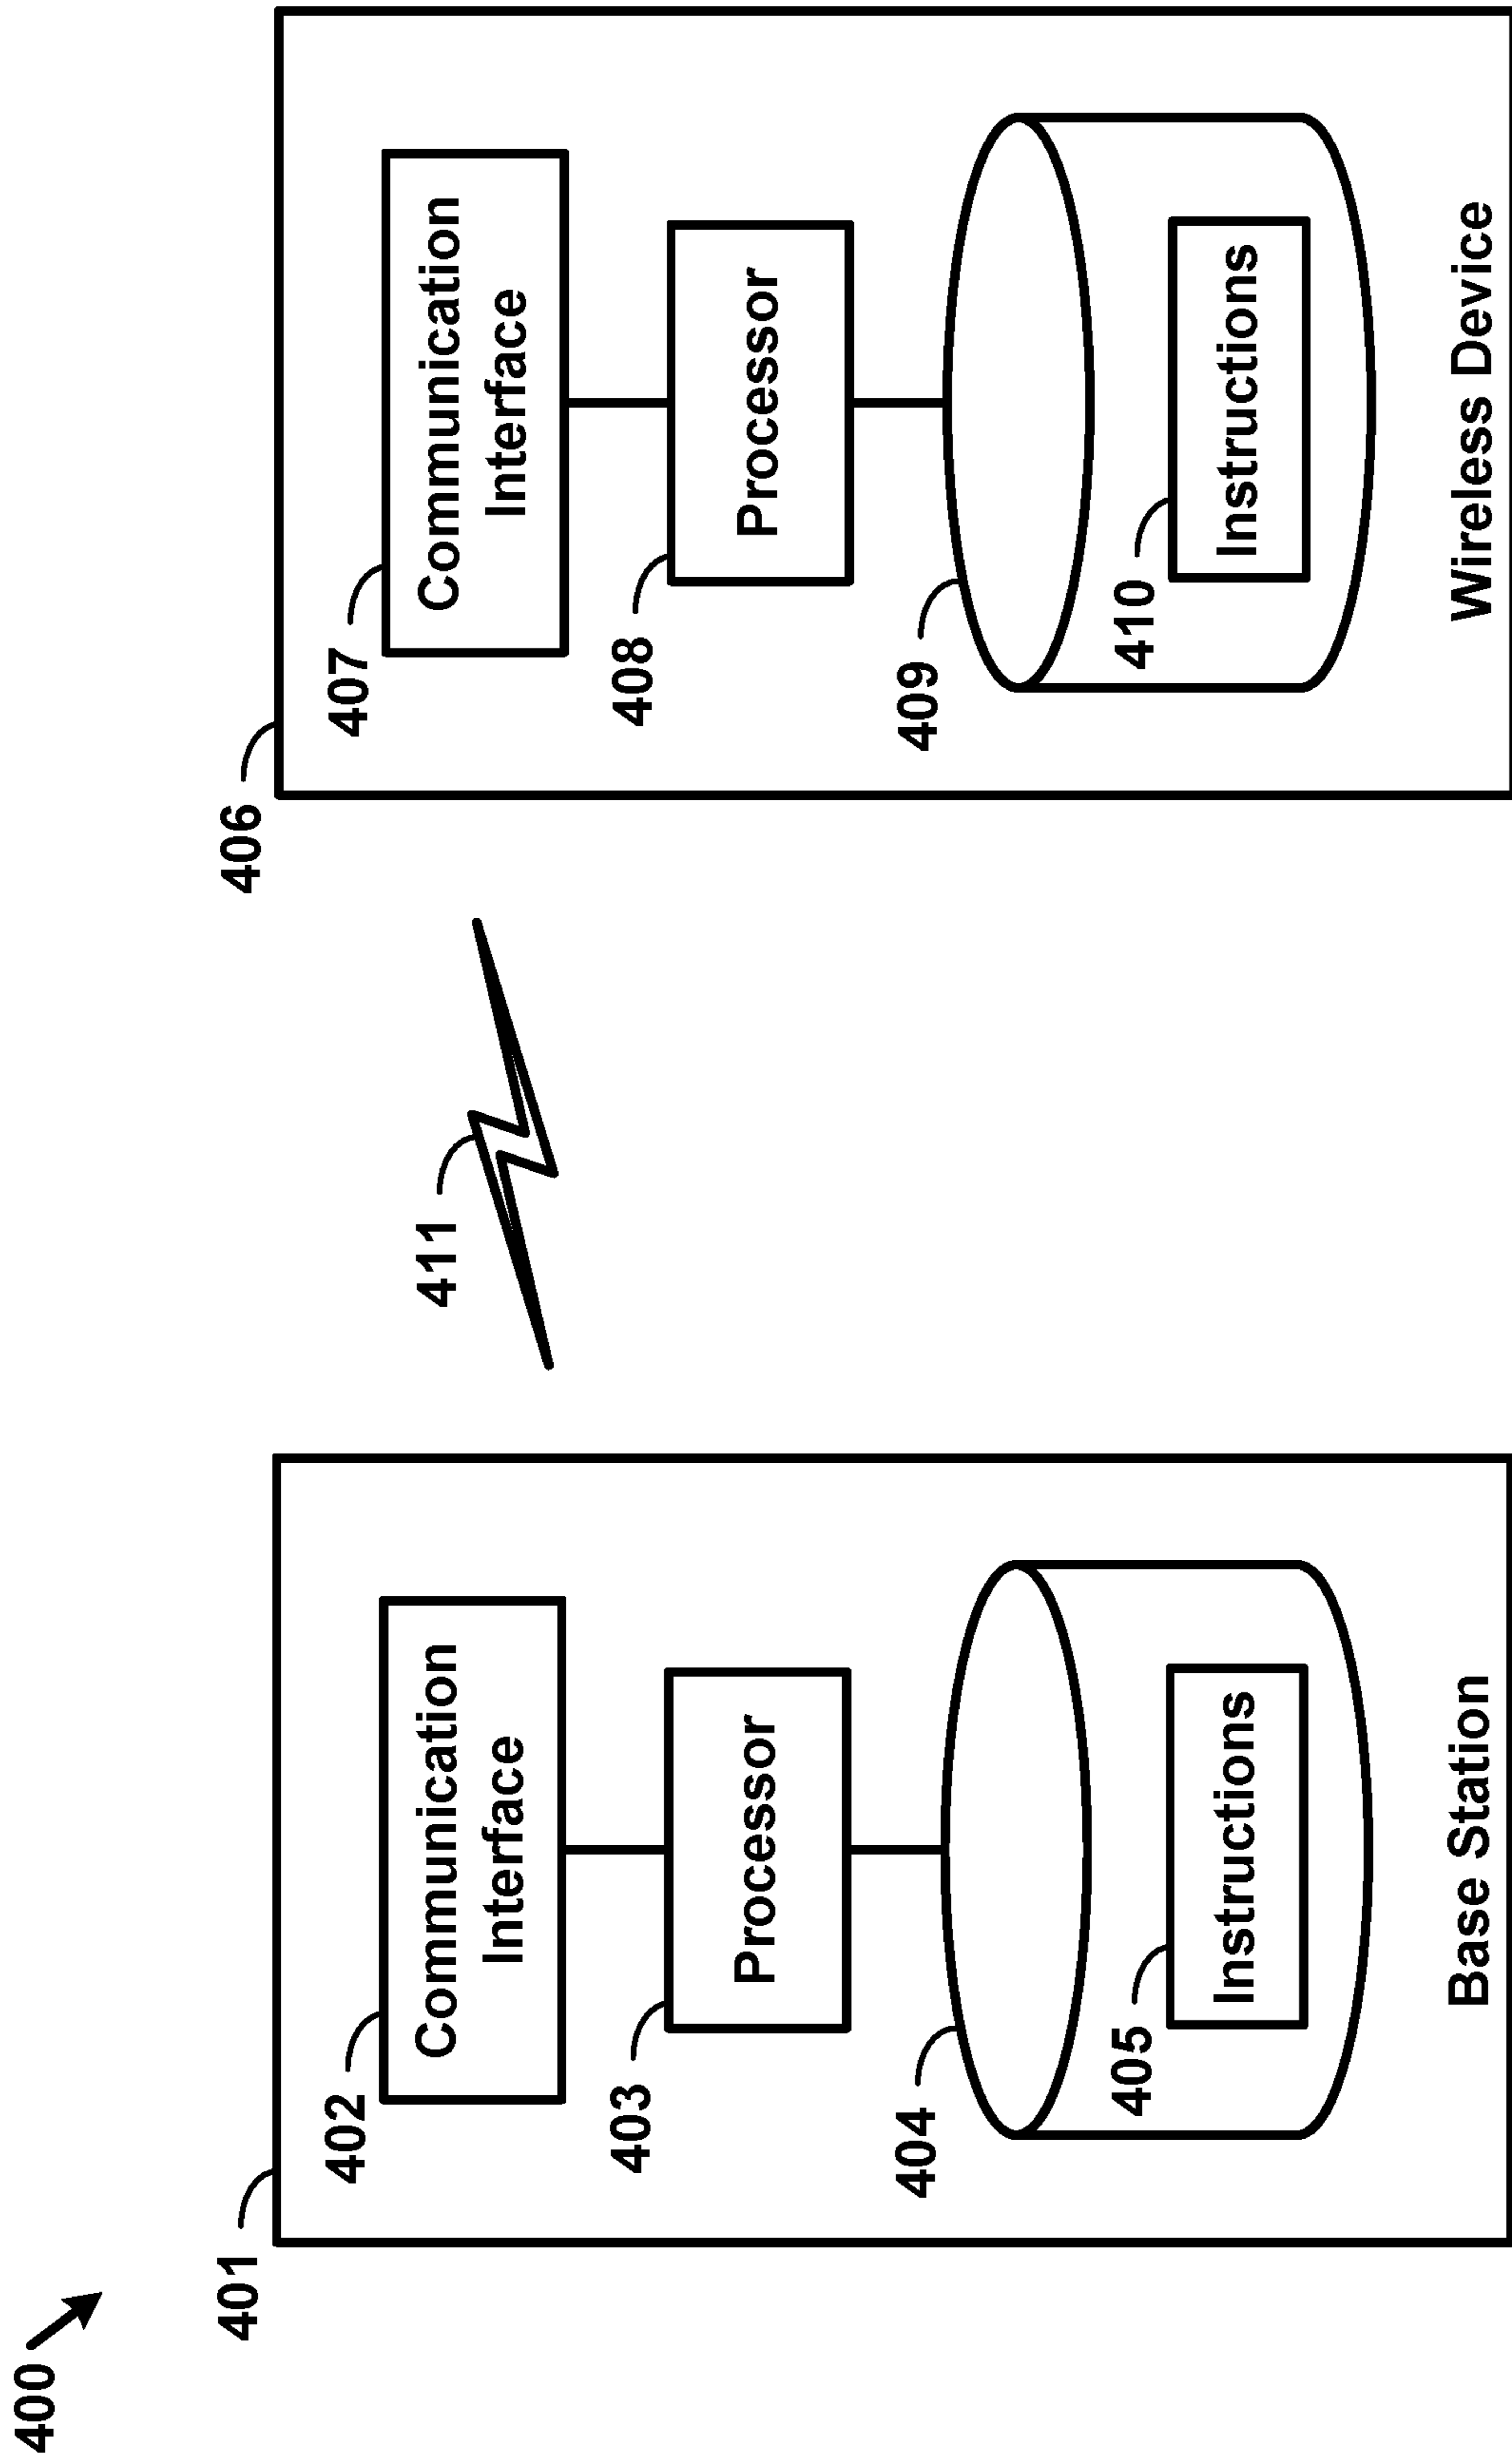 400
401
402
Communication
Interface
403
Processor
404
405
Instructions
Base Station
411
406
407
Communication
Interface
408
Processor
409
410
Instructions
Wireless Device